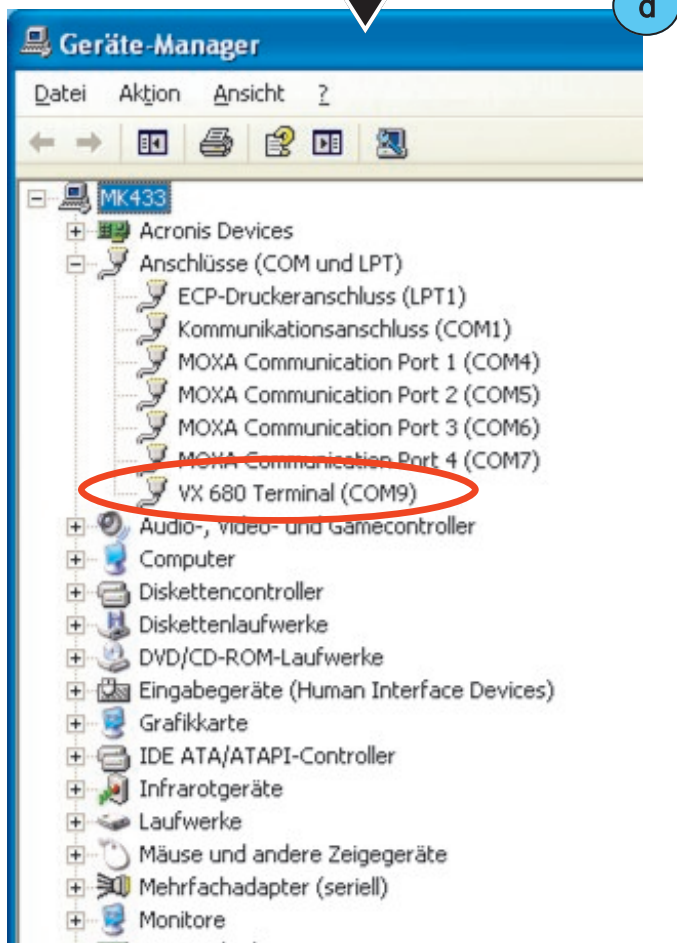 d
Geräte-Manager
Datei Aktion Ansicht ?
MK433
Acronis Devices
Anschlüsse (COM und LPT)
ECP-Druckeranschluss (LPT1)
Kommunikationsanschluss (COM1)
MOXA Communication Port 1 (COM4)
MOXA Communication Port 2 (COM5)
MOXA Communication Port 3 (COM6)
MOXA Communication Port 4 (COM7)
VX 680 Terminal (COM9)
Audio-, Video- und Gamecontroller
Computer
Diskettencontroller
Diskettenlaufwerke
DVD/CD-ROM-Laufwerke
Eingabegeräte (Human Interface Devices)
Grafikkarte
IDE ATA/ATAPI-Controller
Infrarotgeräte
Laufwerke
Mäuse und andere Zeigegeräte
Mehrfachadapter (seriell)
Monitore